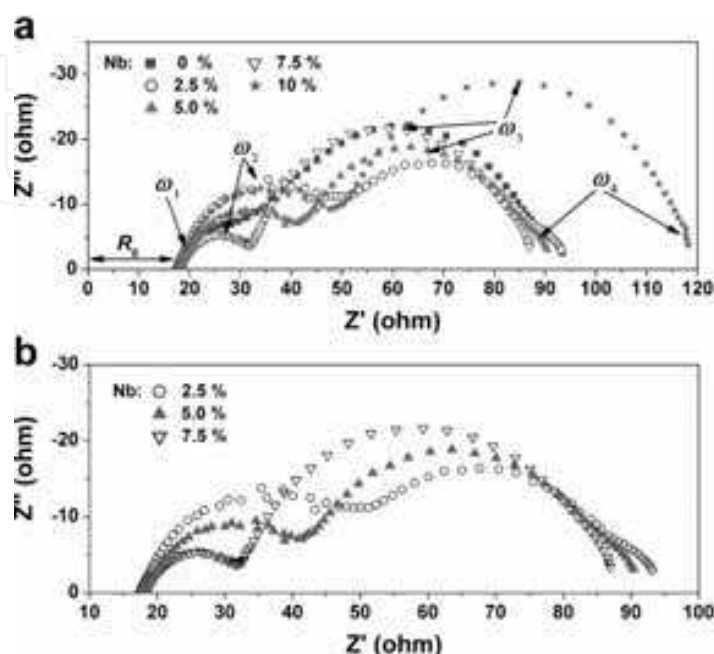 a
Nb: ■ 0 % ▽ 7.5 %
○ 2.5 % ★ 10 %
▲ 5.0 %
ω₁
ω₂
ω₃
ω₄
Z'' (ohm)
-30
-20
-10
0
0 10 20 30 40 50 60 70 80 90 100 110 120
Z' (ohm)
b
Nb: ○ 2.5 %
▲ 5.0 %
▽ 7.5 %
Z'' (ohm)
-30
-20
-10
0
10 20 30 40 50 60 70 80 90 100
Z' (ohm)